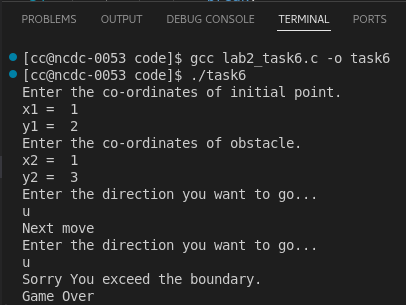 PROBLEMS OUTPUT DEBUG CONSOLE TERMINAL PORTS
[cc@ncdc-0053 code]$ gcc lab2_task6.c -o task6
[cc@ncdc-0053 code]$ ./task6
Enter the co-ordinates of initial point.
x1 =  1
y1 =  2
Enter the co-ordinates of obstacle.
x2 =  1
y2 =  3
Enter the direction you want to go...
u
Next move
Enter the direction you want to go...
u
Sorry You exceed the boundary.
Game Over